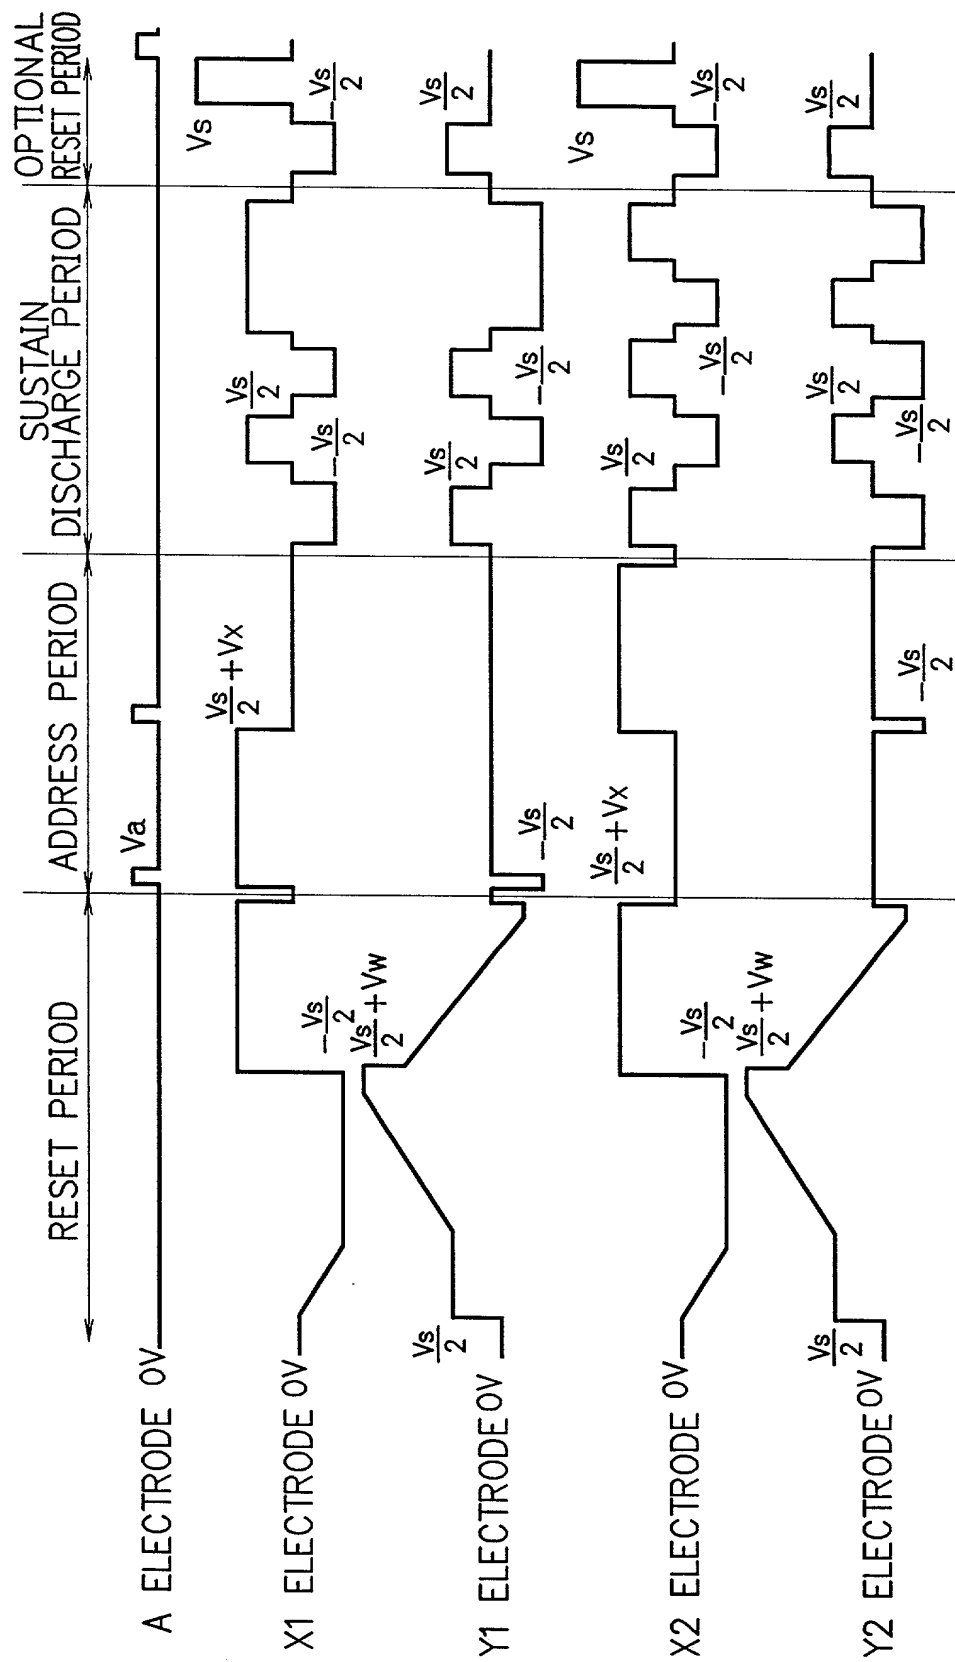 RESET PERIOD
ADDRESS PERIOD
SUSTAIN
DISCHARGE PERIOD
OPTIONAL
RESET PERIOD
A ELECTRODE 0V
Va
X1 ELECTRODE 0V
-Vs/2
Vs/2+Vx
-Vs/2
Vs/2
Vs
-Vs/2
Y1 ELECTRODE 0V
Vs/2
Vs/2+Vw
-Vs/2
Vs/2
-Vs/2
Vs/2
X2 ELECTRODE 0V
-Vs/2
Vs/2+Vx
Vs/2
-Vs/2
Vs
-Vs/2
Y2 ELECTRODE 0V
Vs/2
Vs/2+Vw
-Vs/2
-Vs/2
Vs/2
Vs/2